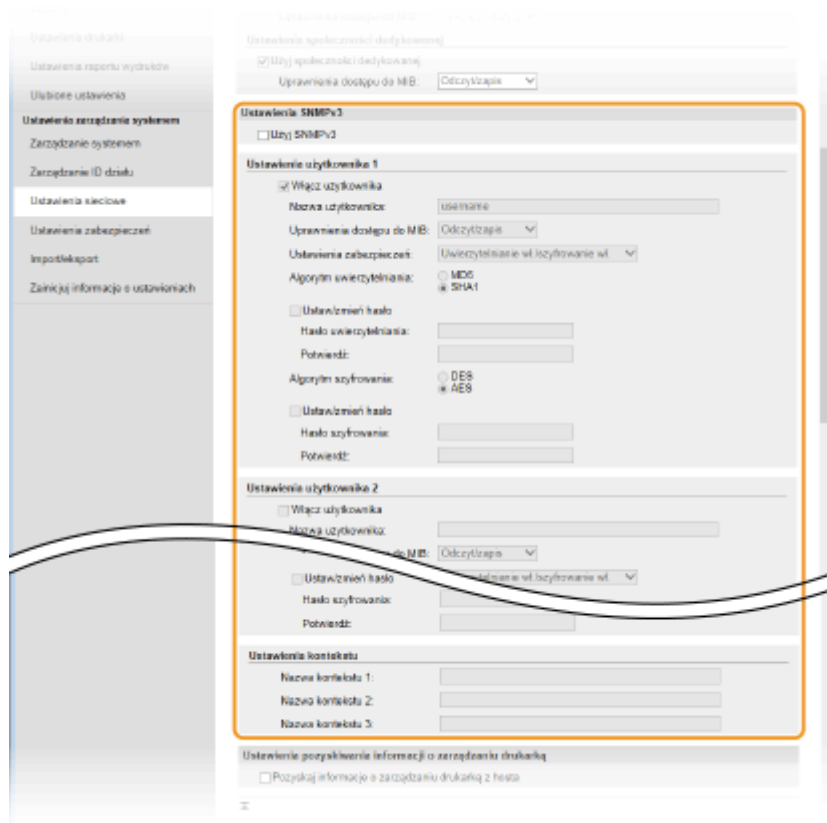 Ustawienia drukarki
Ustawienia raportu wydruków
Ulubione ustawienia
Ustawienia zarządzania systemem
Zarządzanie systemem
Zarządzanie ID działu
Ustawienia sieciowe
Ustawienia zabezpieczeń
Import/eksport
Zainicjuj informacje o ustawieniach
Ustawienia społeczności dedykowanej
Użyj społeczności dedykowanej
Uprawnienia dostępu do MIB: Odczyt/zapis
Ustawienia SNMPv3
Użyj SNMPv3
Ustawienia użytkownika 1
Włącz użytkownika
Nazwa użytkownika: username
Uprawnienia dostępu do MIB: Odczyt/zapis
Ustawienia zabezpieczeń: Uwierzytelnianie wł./szyfrowanie wł.
Algorytm uwierzytelniania: MD5
SHA1
Ustaw/zmień hasło
Hasło uwierzytelniania:
Potwierdź:
Algorytm szyfrowania: DES
AES
Ustaw/zmień hasło
Hasło szyfrowania:
Potwierdź:
Ustawienia użytkownika 2
Włącz użytkownika
Nazwa użytkownika:
do MIB: Odczyt/zapis
Ustaw/zmień hasło wł./szyfrowanie wł.
Hasło szyfrowania:
Potwierdź:
Ustawienia kontekstu
Nazwa kontekstu 1:
Nazwa kontekstu 2:
Nazwa kontekstu 3:
Ustawienia pozyskiwania informacji o zarządzaniu drukarką
Pozyskaj informacje o zarządzaniu drukarką z hosta